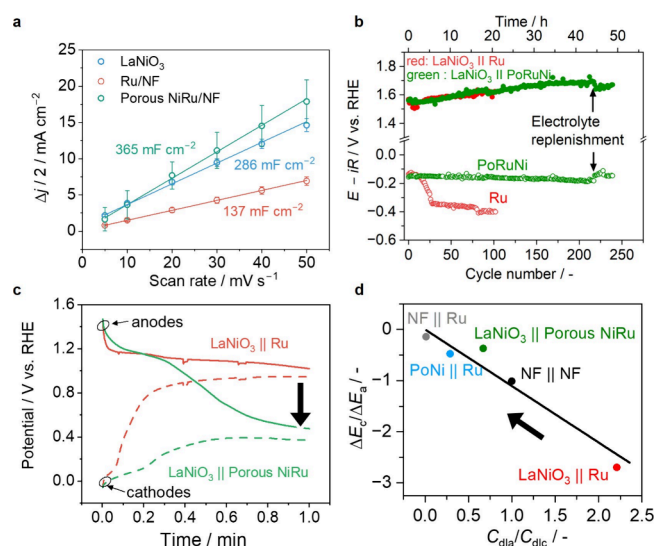 a
Δj / 2 / mA cm⁻²
25
20
15
10
5
0
LaNiO₃
Ru/NF
Porous NiRu/NF
365 mF cm⁻²
286 mF cm⁻²
137 mF cm⁻²
0 10 20 30 40 50
Scan rate / mV s⁻¹
b
Time / h
0 10 20 30 40 50
red: LaNiO₃ II Ru
green : LaNiO₃ II PoRuNi
E − iR / V vs. RHE
1.8
1.6
1.4
0.0
−0.2
−0.4
−0.6
Electrolyte
replenishment
PoRuNi
Ru
0 50 100 150 200 250
Cycle number / -
c
Potential / V vs. RHE
1.6
1.2
0.8
0.4
0.0
anodes
LaNiO₃ || Ru
LaNiO₃ || Porous NiRu
cathodes
0.0 0.2 0.4 0.6 0.8 1.0
Time / min
d
ΔE꜀/ΔEₐ / -
0
−1
−2
−3
NF || Ru
LaNiO₃ || Porous NiRu
PoNi || Ru
NF || NF
LaNiO₃ || Ru
0.0 0.5 1.0 1.5 2.0 2.5
C_dla/C_dlc / -